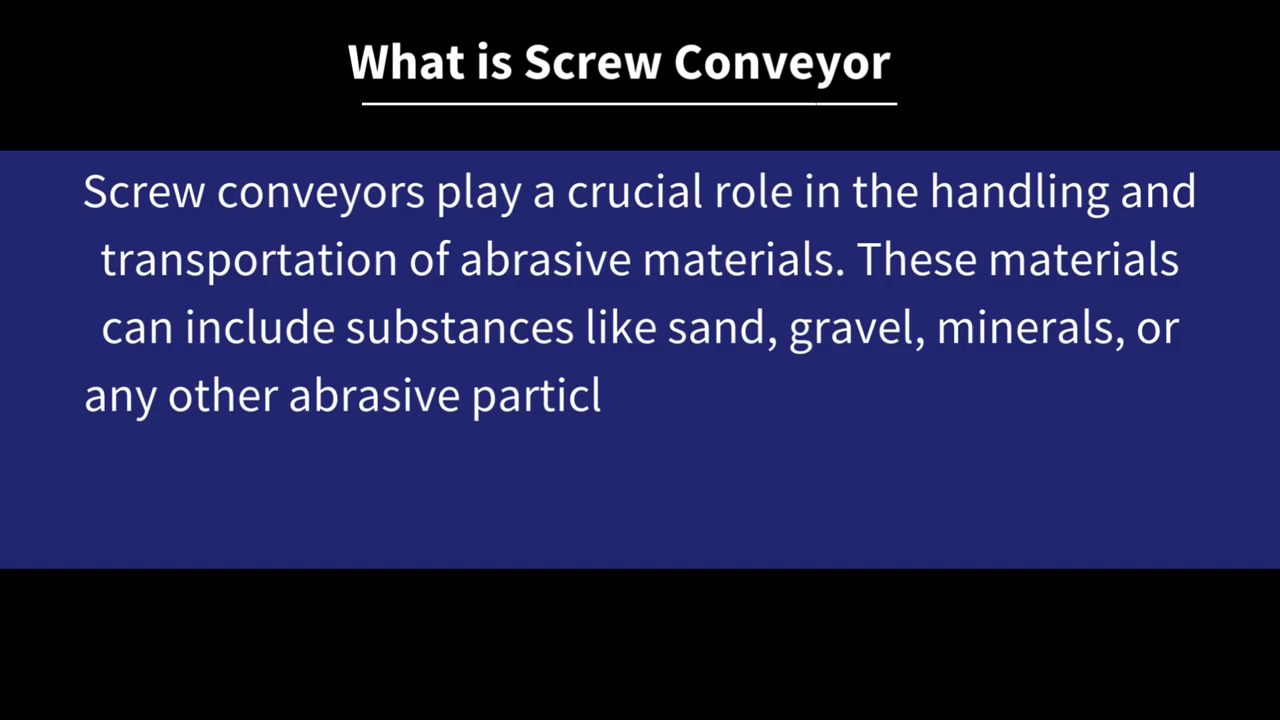 What is Screw Conveyor
Screw conveyors play a crucial role in the handling and
transportation of abrasive materials. These materials
can include substances like sand, gravel, minerals, or
any other abrasive particl